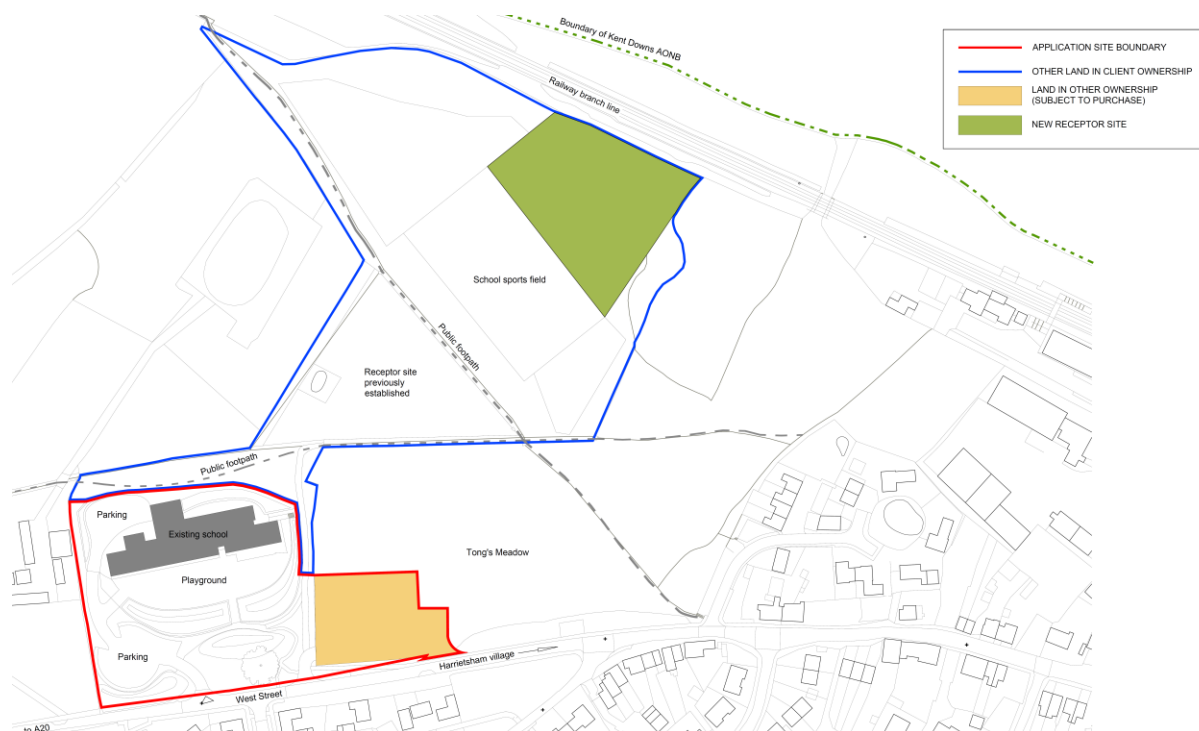 Boundary of Kent Downs AONB
Railway branch line
APPLICATION SITE BOUNDARY
OTHER LAND IN CLIENT OWNERSHIP
LAND IN OTHER OWNERSHIP
(SUBJECT TO PURCHASE)
NEW RECEPTOR SITE
School sports field
Public footpath
Receptor site
previously
established
Public footpath
Parking
Existing school
Playground
Tong's Meadow
Parking
Harrietsham village
West Street
to A20